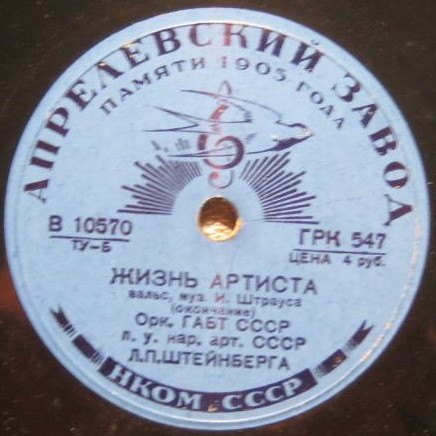 АПРЕЛЕВСКИЙ ЗАВОД
ПАМЯТИ 1905 ГОДА
В 10570
ТУ-Б
ГРК 547
ЦЕНА 4 руб.
ЖИЗНЬ АРТИСТА
вальс, муз. И. Штрауса
(окончание)
Орк. ГАБТ СССР
п. у. нар. арт. СССР
Л.П.ШТЕЙНБЕРГА
НКОМ СССР